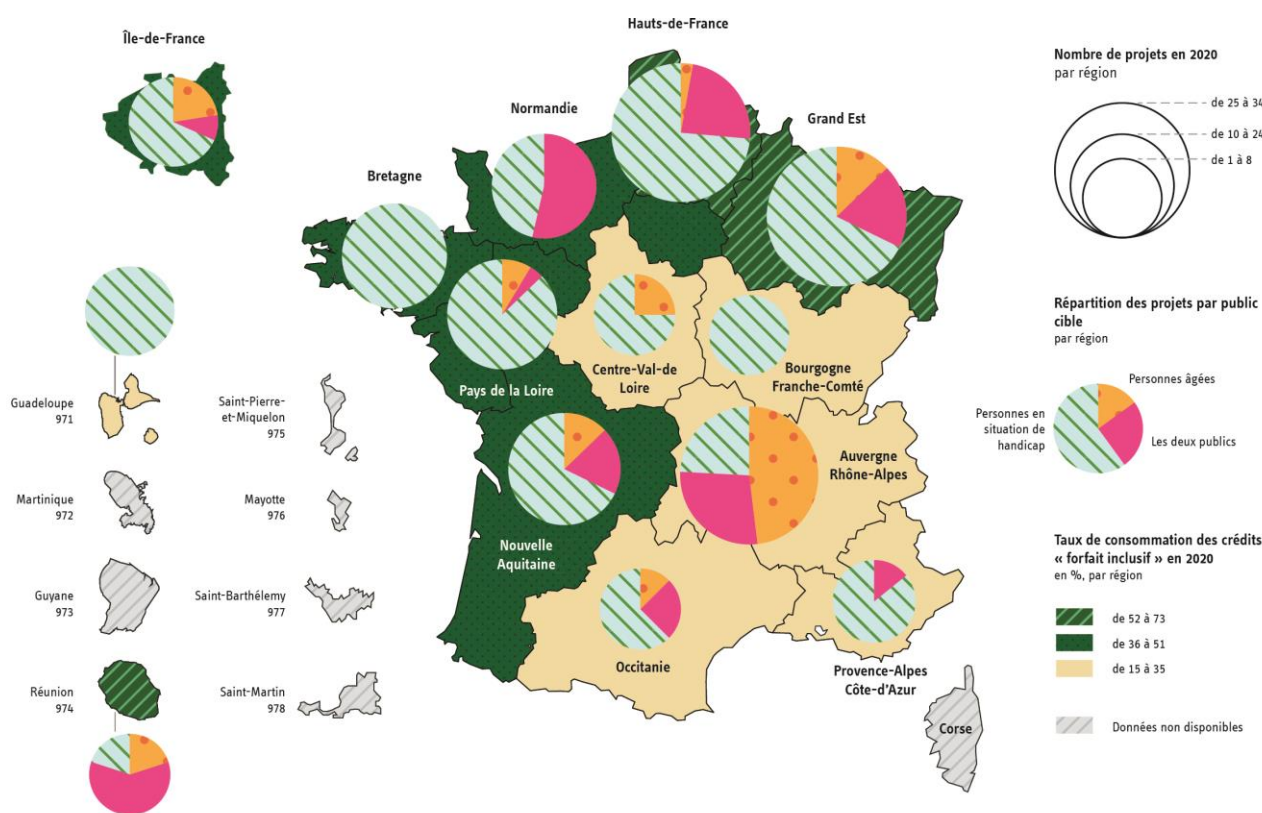 Île-de-France
Hauts-de-France
Normandie
Grand Est
Bretagne
Pays de la Loire
Centre-Val-de
Loire
Bourgogne
Franche-Comté
Auvergne
Rhône-Alpes
Nouvelle
Aquitaine
Occitanie
Provence-Alpes
Côte-d'Azur
Corse
Guadeloupe
971
Saint-Pierre-
et-Miquelon
975
Martinique
972
Mayotte
976
Guyane
973
Saint-Barthélemy
977
Réunion
974
Saint-Martin
978
Nombre de projets en 2020
par région
de 25 à 34
de 10 à 24
de 1 à 8
Répartition des projets par public
cible
par région
Personnes âgées
Personnes en
situation de
handicap
Les deux publics
Taux de consommation des crédits
« forfait inclusif » en 2020
en %, par région
de 52 à 73
de 36 à 51
de 15 à 35
Données non disponibles